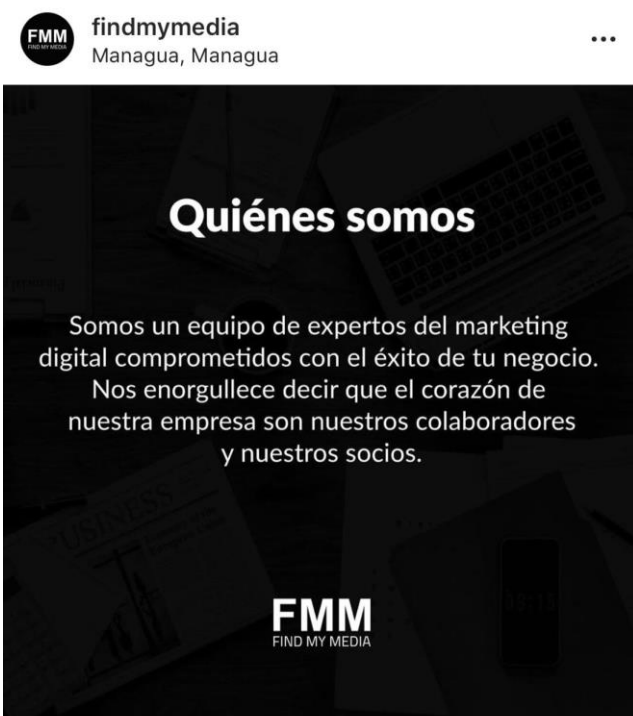 FMM
FIND MY MEDIA
findmymedia
Managua, Managua
Quiénes somos
Somos un equipo de expertos del marketing
digital comprometidos con el éxito de tu negocio.
Nos enorgullece decir que el corazón de
nuestra empresa son nuestros colaboradores
y nuestros socios.
BUSINESS
FMM
FIND MY MEDIA